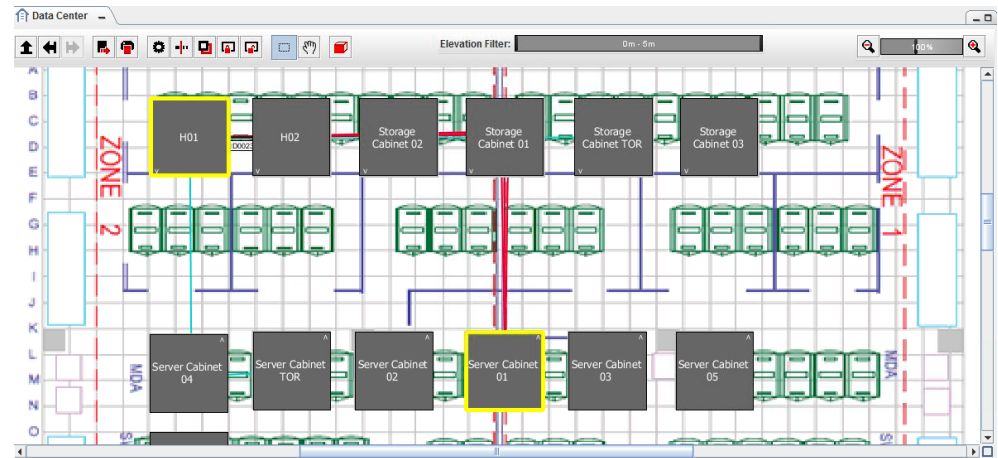 Data Center
Elevation Filter:
0m - 5m
100%
A
B
C
D
E
F
G
H
I
J
K
L
M
N
O
ZONE 2
H01
H02
Storage
Cabinet 02
Storage
Cabinet 01
Storage
Cabinet TOR
Storage
Cabinet 03
ZONE 1
MDA
Server Cabinet
04
Server Cabinet
TOR
Server Cabinet
02
Server Cabinet
01
Server Cabinet
03
Server Cabinet
05
MDA